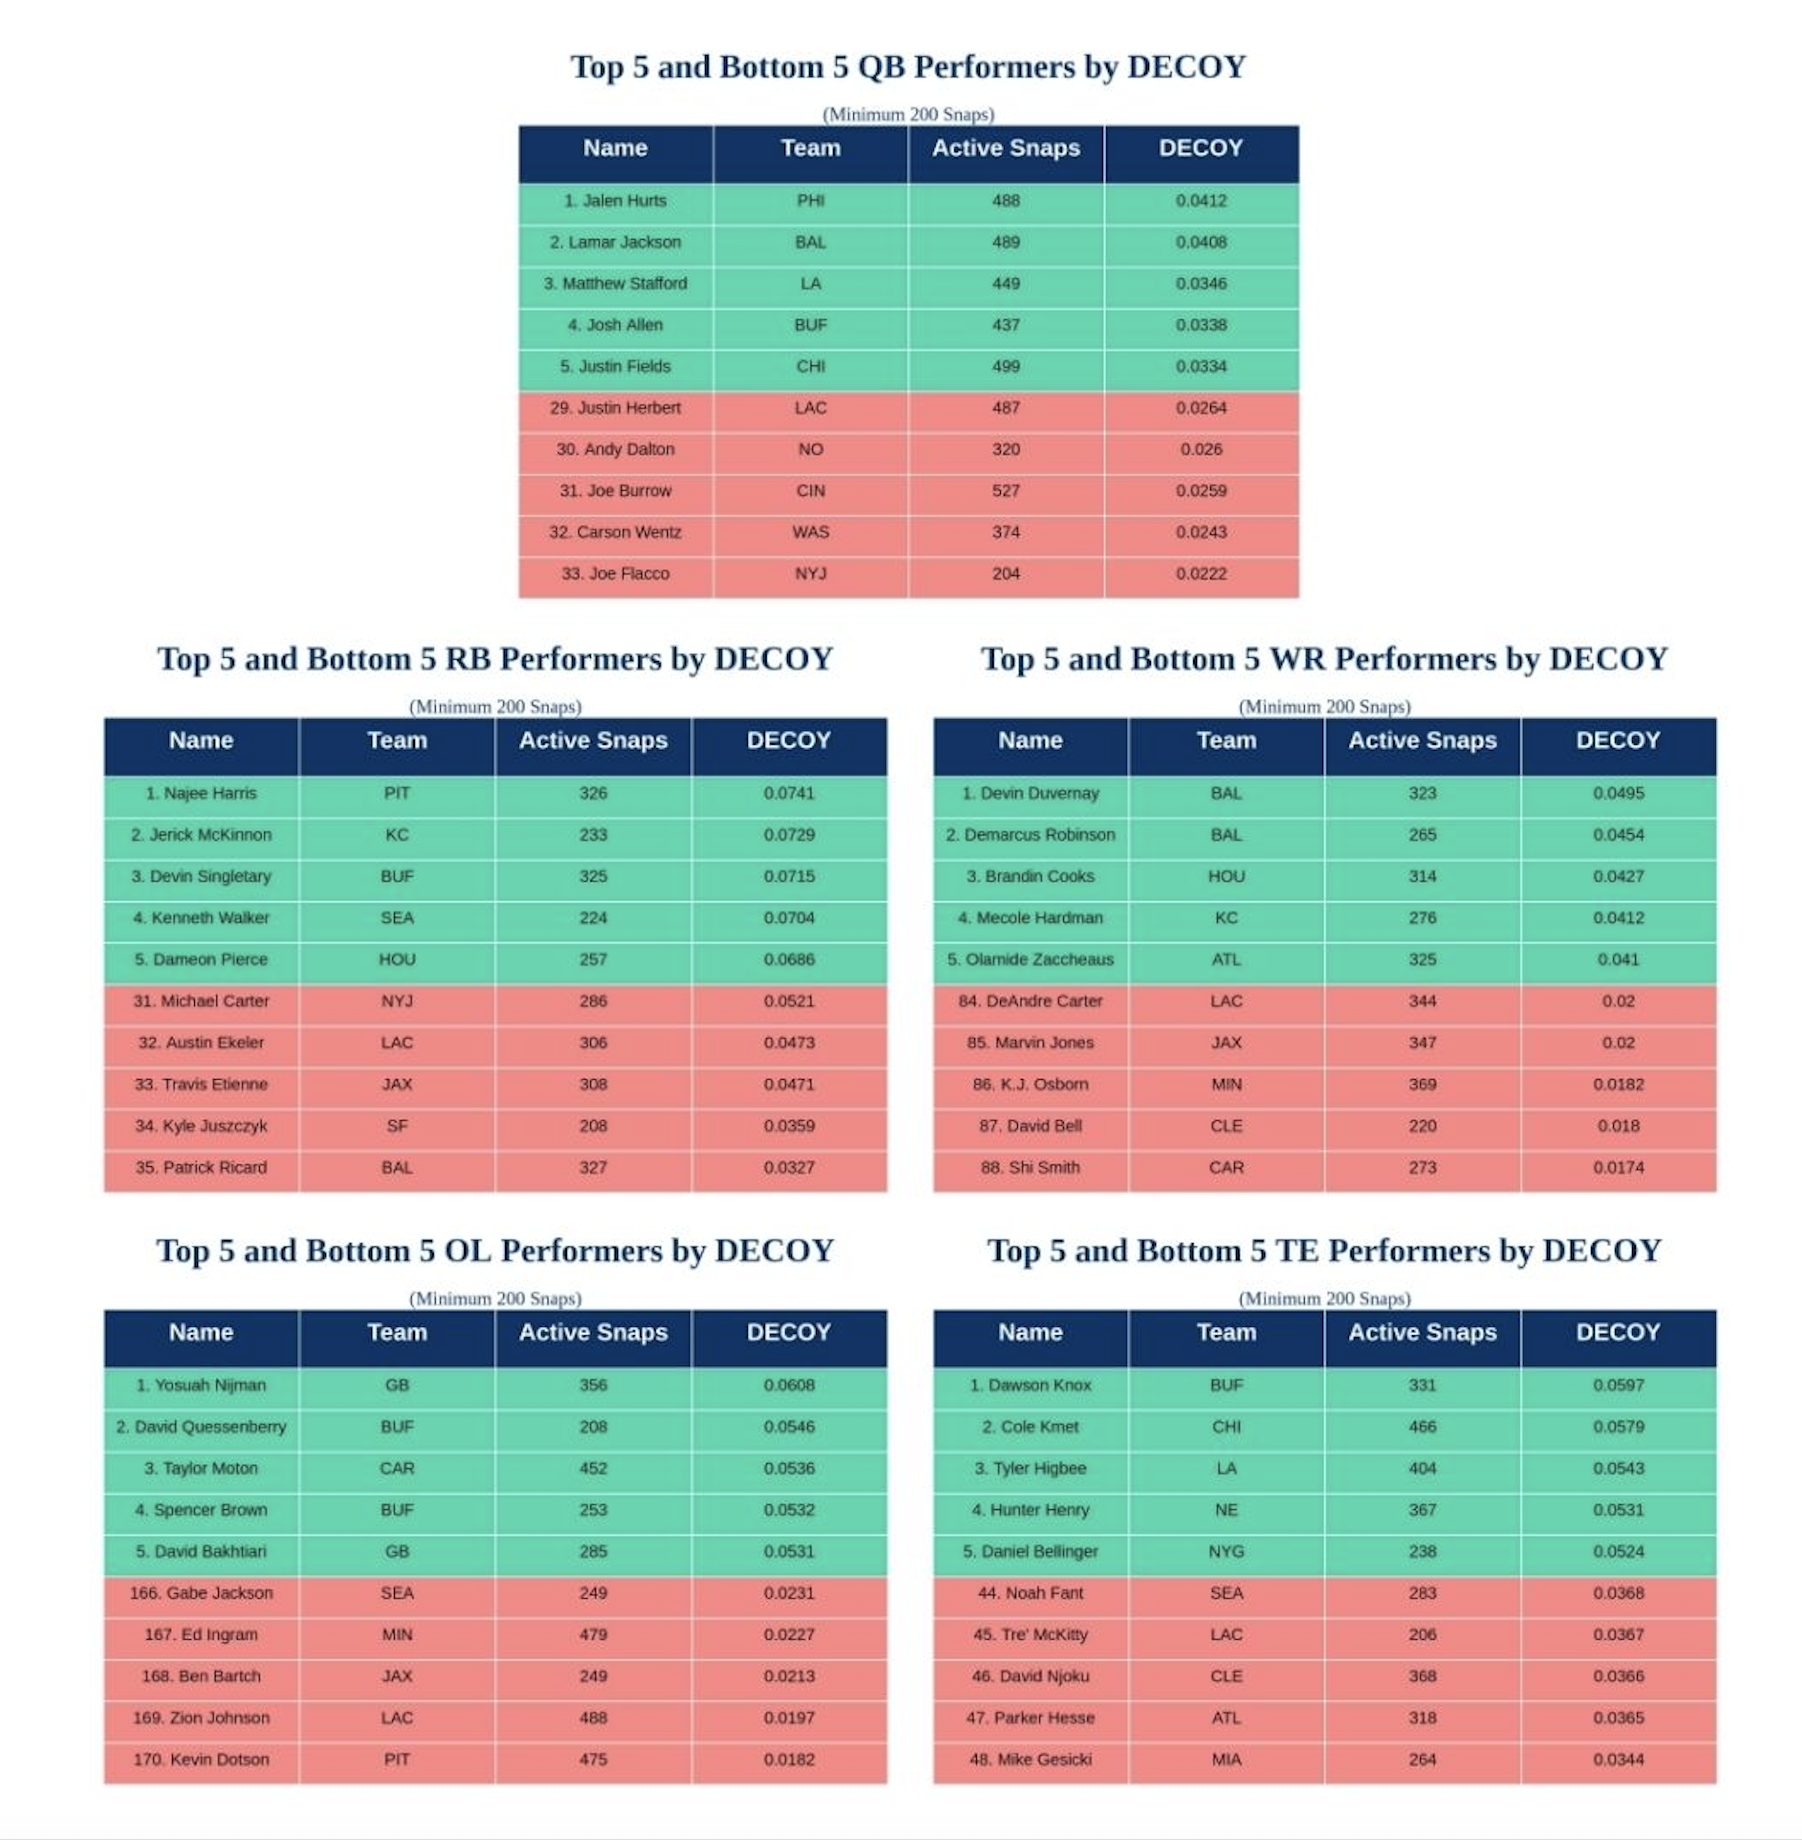 Top 5 and Bottom 5 QB Performers by DECOY
(Minimum 200 Snaps)
Name Team Active Snaps DECOY
1. Jalen Hurts PHI 488 0.0412
2. Lamar Jackson BAL 489 0.0408
3. Matthew Stafford LA 449 0.0346
4. Josh Allen BUF 437 0.0338
5. Justin Fields CHI 499 0.0334
29. Justin Herbert LAC 487 0.0264
30. Andy Dalton NO 320 0.026
31. Joe Burrow CIN 527 0.0259
32. Carson Wentz WAS 374 0.0243
33. Joe Flacco NYJ 204 0.0222
Top 5 and Bottom 5 RB Performers by DECOY
(Minimum 200 Snaps)
Name Team Active Snaps DECOY
1. Najee Harris PIT 326 0.0741
2. Jerick McKinnon KC 233 0.0729
3. Devin Singletary BUF 325 0.0715
4. Kenneth Walker SEA 224 0.0704
5. Dameon Pierce HOU 257 0.0686
31. Michael Carter NYJ 286 0.0521
32. Austin Ekeler LAC 306 0.0473
33. Travis Etienne JAX 308 0.0471
34. Kyle Juszczyk SF 208 0.0359
35. Patrick Ricard BAL 327 0.0327
Top 5 and Bottom 5 WR Performers by DECOY
(Minimum 200 Snaps)
Name Team Active Snaps DECOY
1. Devin Duvernay BAL 323 0.0495
2. Demarcus Robinson BAL 265 0.0454
3. Brandin Cooks HOU 314 0.0427
4. Mecole Hardman KC 276 0.0412
5. Olamide Zaccheaus ATL 325 0.041
84. DeAndre Carter LAC 344 0.02
85. Marvin Jones JAX 347 0.02
86. K.J. Osborn MIN 369 0.0182
87. David Bell CLE 220 0.018
88. Shi Smith CAR 273 0.0174
Top 5 and Bottom 5 OL Performers by DECOY
(Minimum 200 Snaps)
Name Team Active Snaps DECOY
1. Yosuah Nijman GB 356 0.0608
2. David Quessenberry BUF 208 0.0546
3. Taylor Moton CAR 452 0.0536
4. Spencer Brown BUF 253 0.0532
5. David Bakhtiari GB 285 0.0531
166. Gabe Jackson SEA 249 0.0231
167. Ed Ingram MIN 479 0.0227
168. Ben Bartch JAX 249 0.0213
169. Zion Johnson LAC 488 0.0197
170. Kevin Dotson PIT 475 0.0182
Top 5 and Bottom 5 TE Performers by DECOY
(Minimum 200 Snaps)
Name Team Active Snaps DECOY
1. Dawson Knox BUF 331 0.0597
2. Cole Kmet CHI 466 0.0579
3. Tyler Higbee LA 404 0.0543
4. Hunter Henry NE 367 0.0531
5. Daniel Bellinger NYG 238 0.0524
44. Noah Fant SEA 283 0.0368
45. Tre' McKitty LAC 206 0.0367
46. David Njoku CLE 368 0.0366
47. Parker Hesse ATL 318 0.0365
48. Mike Gesicki MIA 264 0.0344